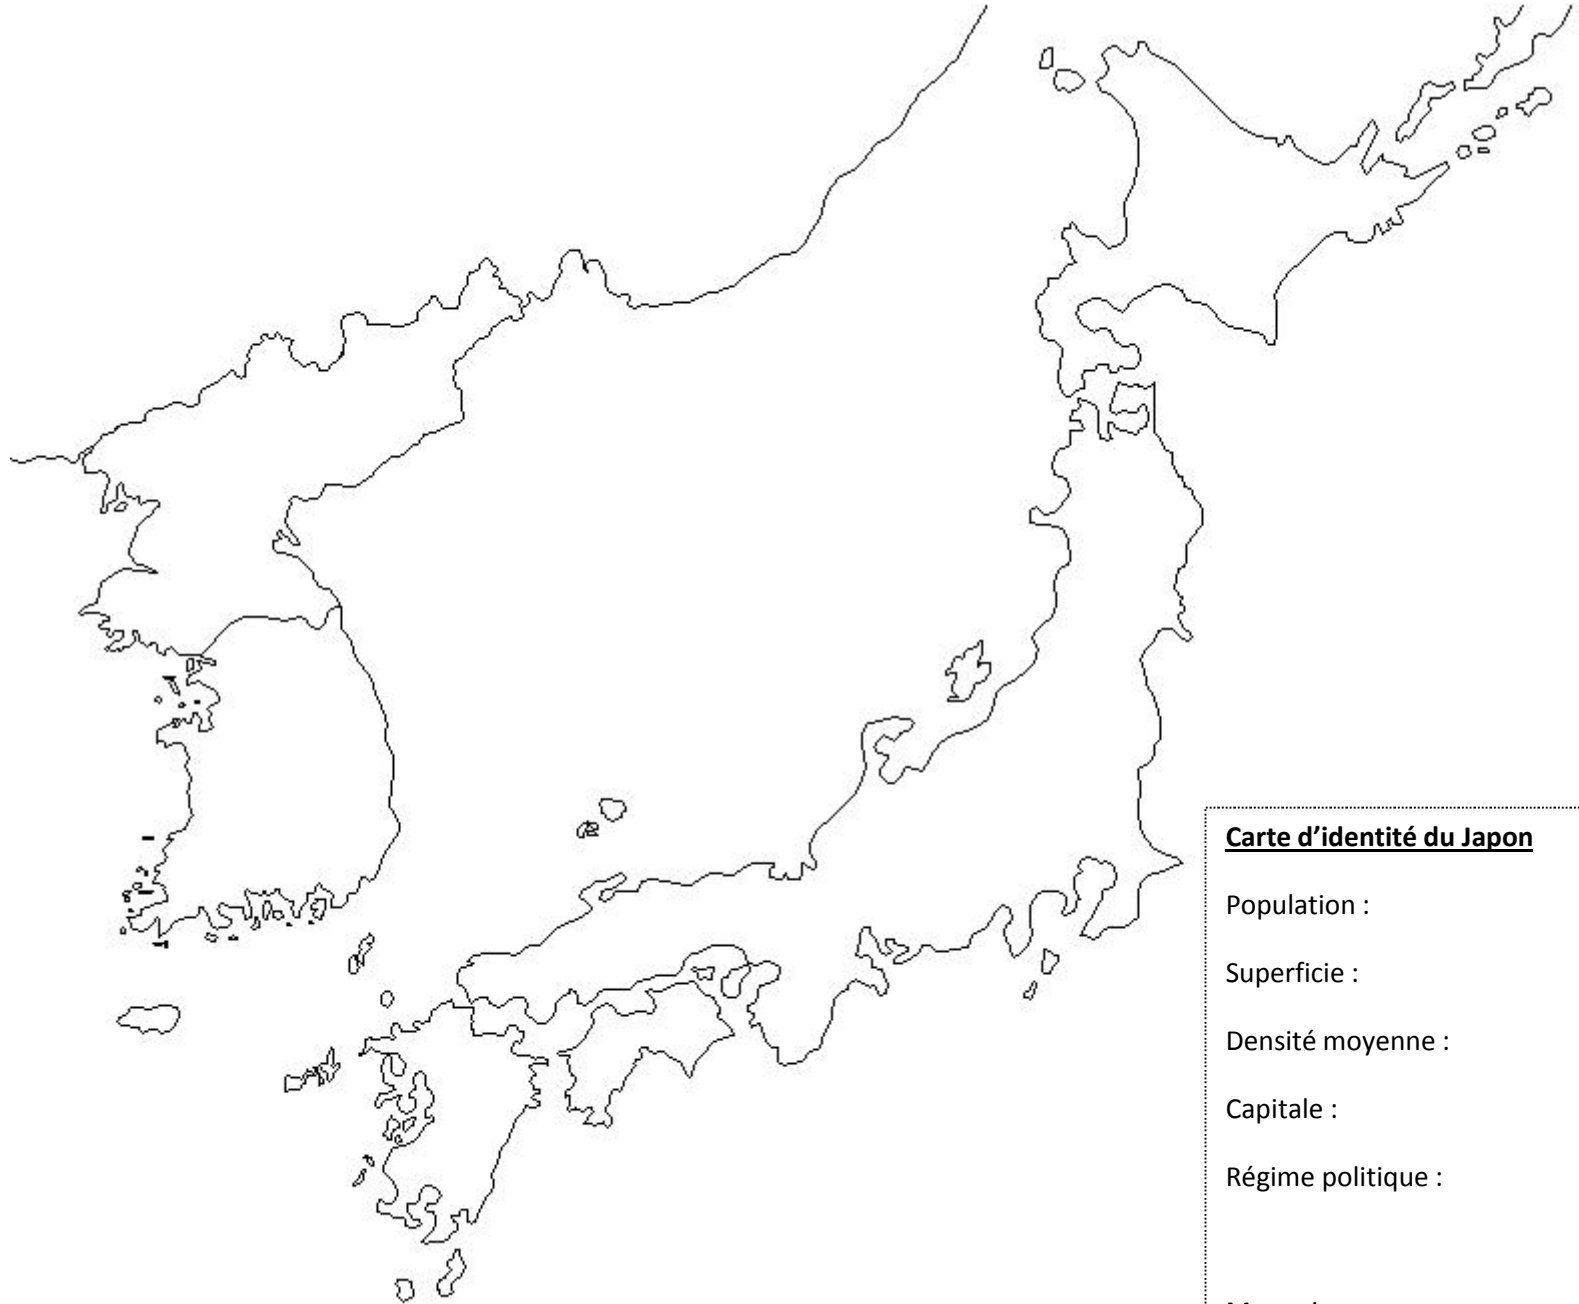 Carte d’identité du Japon
Population :
Superficie :
Densité moyenne :
Capitale :
Régime politique :